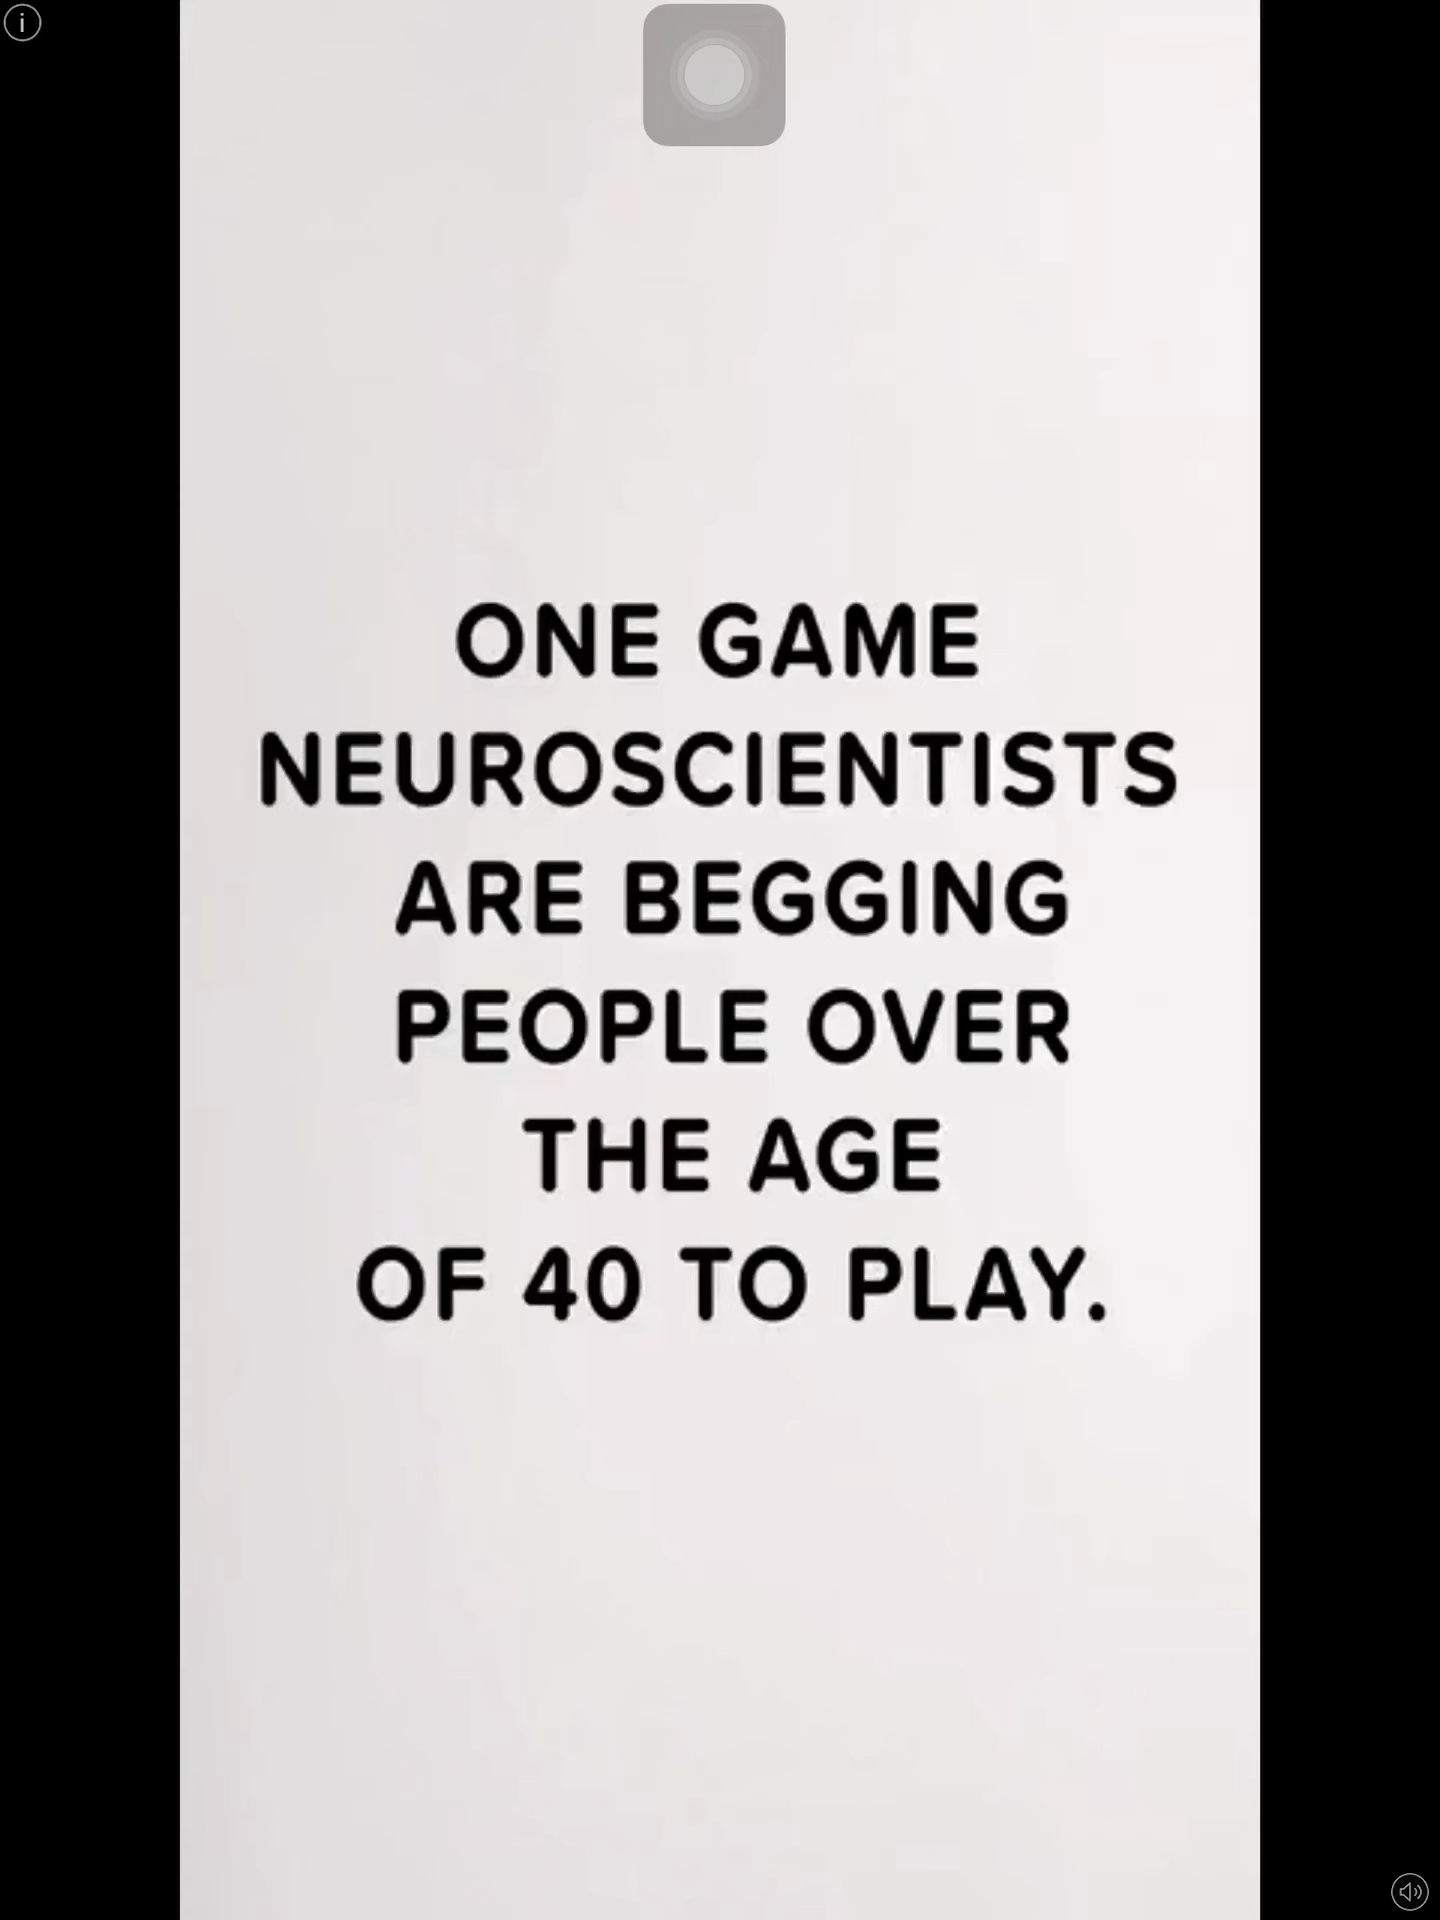 ONE GAME
NEUROSCIENTISTS
ARE BEGGING
PEOPLE OVER
THE AGE
OF 40 TO PLAY.